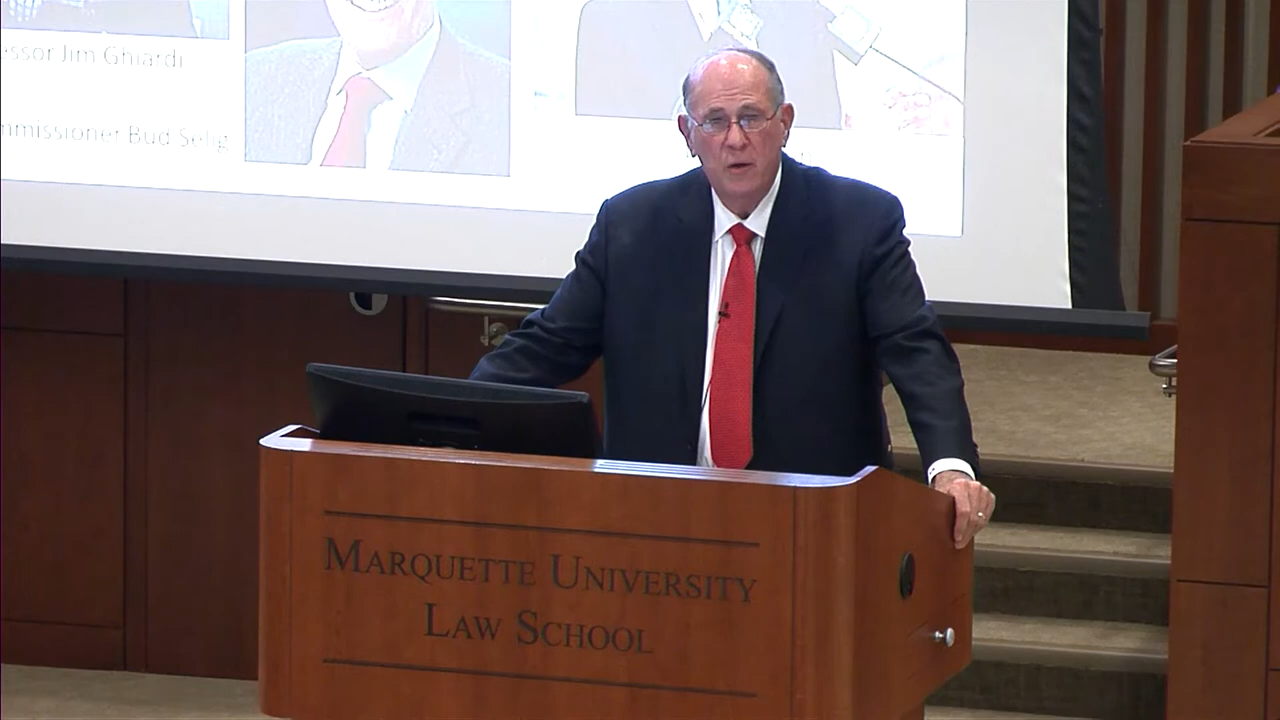 essor Jim Ghiardi
mmissioner Bud Selig
MARQUETTE UNIVERSITY
LAW SCHOOL